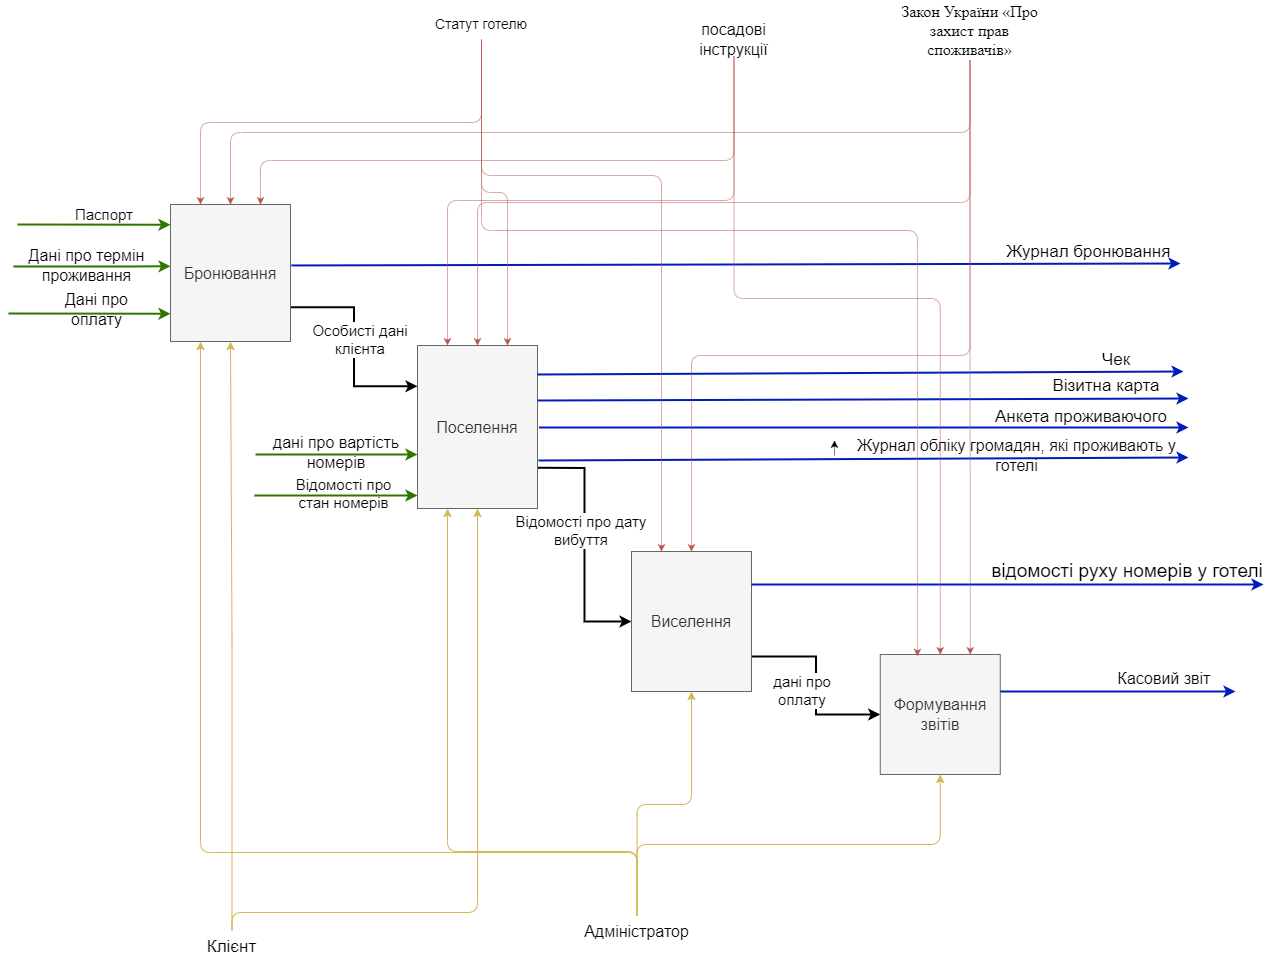 Статут готелю
посадові
інструкції
Закон України «Про
захист прав
споживачів»
Паспорт
Дані про термін
проживання
Дані про
оплату
Бронювання
Журнал бронювання
Особисті дані
клієнта
Поселення
Чек
Візитна карта
Анкета проживаючого
Журнал обліку громадян, які проживають у
готелі
дані про вартість
номерів
Відомості про
стан номерів
Відомості про дату
вибуття
Виселення
відомості руху номерів у готелі
дані про
оплату
Формування
звітів
Касовий звіт
Клієнт
Адміністратор